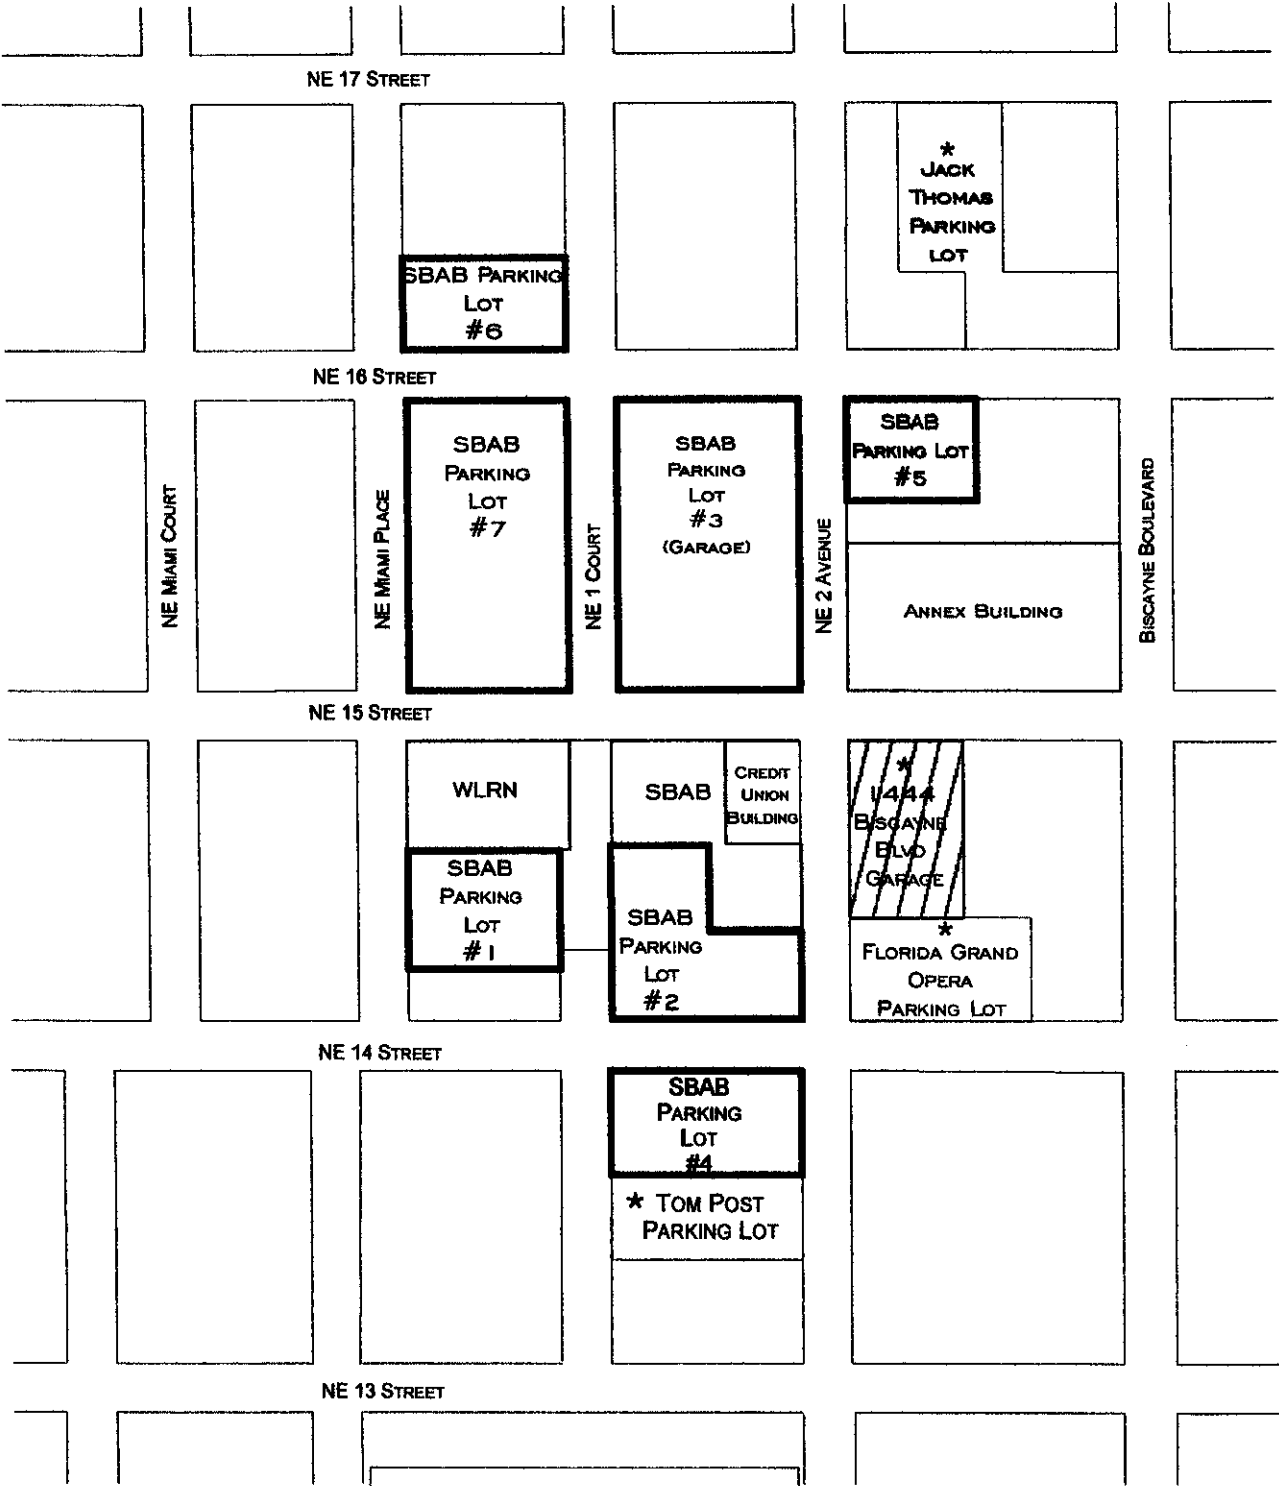 NE 17 STREET
*
JACK
THOMAS
PARKING
LOT
SBAB PARKING
LOT
#6
NE 16 STREET
SBAB
PARKING
LOT
#7
SBAB
PARKING
LOT
#3
(GARAGE)
SBAB
PARKING LOT
#5
NE MIAMI COURT
NE MIAMI PLACE
NE 1 COURT
NE 2 AVENUE
BISCAYNE BOULEVARD
ANNEX BUILDING
NE 15 STREET
WLRN
SBAB
CREDIT
UNION
BUILDING
*
1444
BISCAYNE
BLVD
GARAGE
SBAB
PARKING
LOT
#1
SBAB
PARKING
LOT
#2
*
FLORIDA GRAND
OPERA
PARKING LOT
NE 14 STREET
SBAB
PARKING
LOT
#4
* TOM POST
PARKING LOT
NE 13 STREET